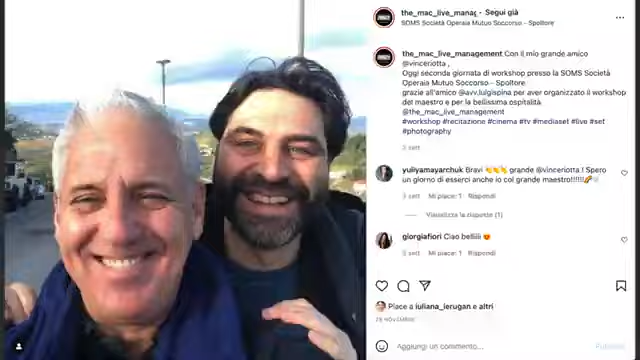 the_mac_live_manag · Segui già
SOMS Società Operaia Mutuo Soccorso - Spoltore
the_mac_live_management Con il mio grande amico
@vinceriotta ,
Oggi seconda giornata di workshop presso la SOMS Società
Operaia Mutuo Soccorso - Spoltore
grazie all'amico @avv.luigispina per aver organizzato il workshop
del maestro e per la bellissima ospitalità.
@the_mac_live_management
#workshop #recitazione #cinema #tv #mediaset #live #set
#photography
3 sett
yuliyamayarchuk Bravi 👏👏👏 grande @vinceriotta ! Spero
un giorno di esserci anche io col grande maestro!!!!!!
3 sett Mi piace: 1 Rispondi
Visualizza le risposte (1)
giorgiafiori Ciao belliiii 😍
3 sett Mi piace: 1 Rispondi
Piace a iuliana_ierugan e altri
NOVEMBRE
Aggiungi un commento...
Pubblica